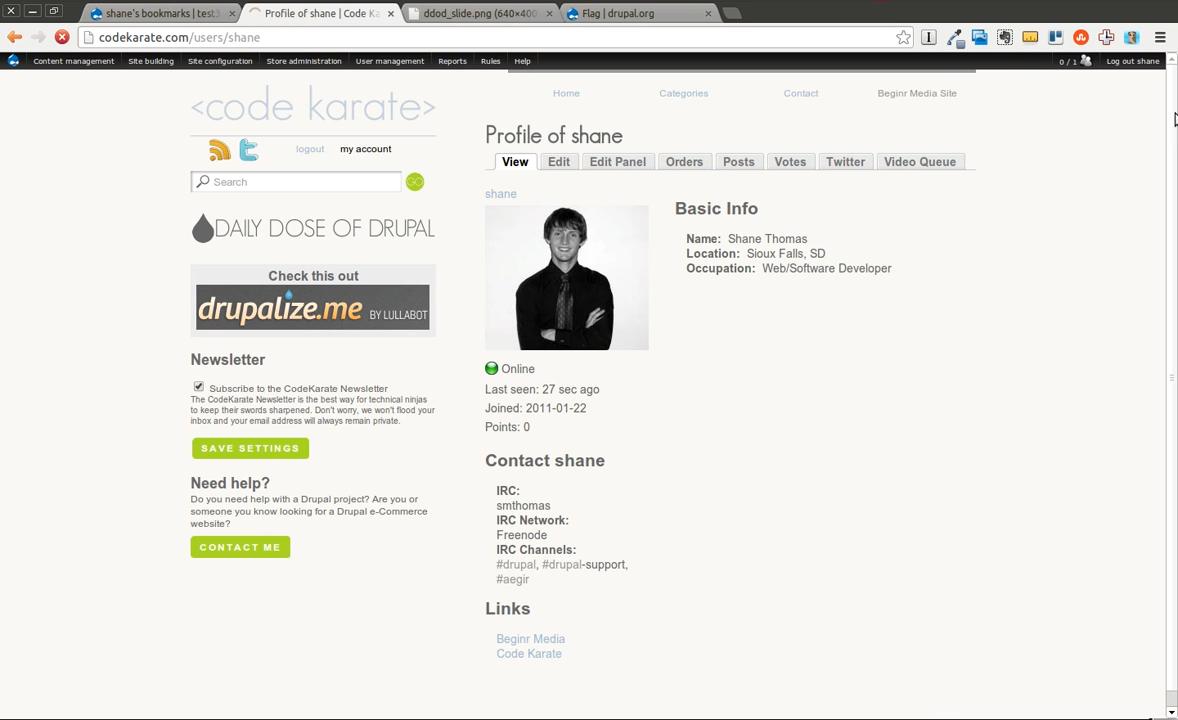 shane's bookmarks | test3
Profile of shane | Code Ka
ddod_slide.png (640×400
Flag | drupal.org
codekarate.com/users/shane
Content management Site building Site configuration Store administration User management Reports Rules Help 0 / 1 Log out shane
<code karate>
Home Categories Contact Beginr Media Site
logout my account
Search GO
DAILY DOSE OF DRUPAL
Check this out
drupalize.me BY LULLABOT
Newsletter
Subscribe to the CodeKarate Newsletter
The CodeKarate Newsletter is the best way for technical ninjas
to keep their swords sharpened. Don't worry, we won't flood your
inbox and your email address will always remain private.
SAVE SETTINGS
Need help?
Do you need help with a Drupal project? Are you or
someone you know looking for a Drupal e-Commerce
website?
CONTACT ME
Profile of shane
View Edit Edit Panel Orders Posts Votes Twitter Video Queue
shane
Basic Info
Name: Shane Thomas
Location: Sioux Falls, SD
Occupation: Web/Software Developer
Online
Last seen: 27 sec ago
Joined: 2011-01-22
Points: 0
Contact shane
IRC:
smthomas
IRC Network:
Freenode
IRC Channels:
#drupal, #drupal-support,
#aegir
Links
Beginr Media
Code Karate